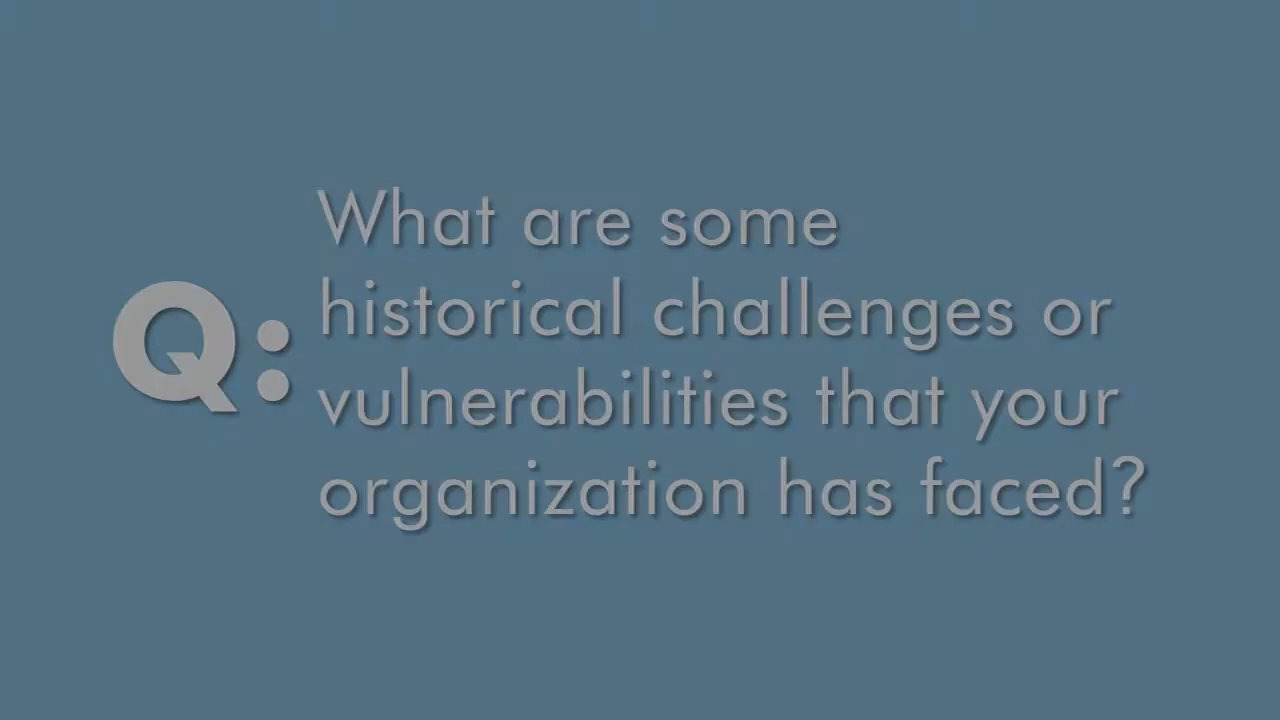 Q:
What are some
historical challenges or
vulnerabilities that your
organization has faced?